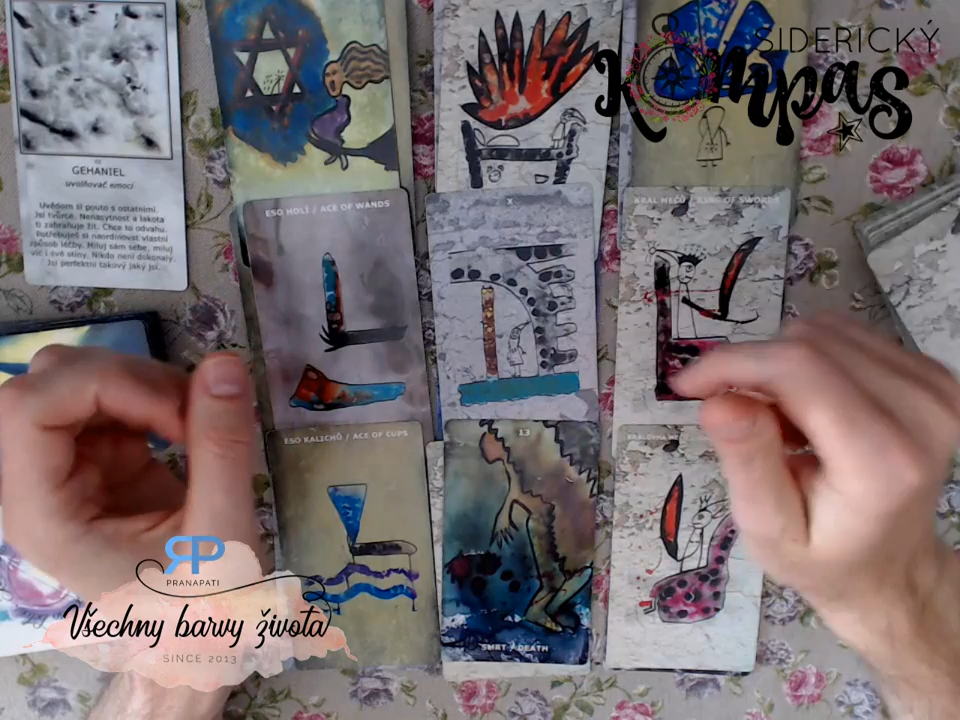 SIDERICKÝ
Kompas
GEHANIEL
uvolňovač emocí
Uvědom si pouto s ostatními.
Jsi tvůrce. Nenasytnost a lakota
ti zahraňuje žít. Chce to odvahu.
Potřebuješ si naordinovat vlastní
způsob léčby. Miluj sám sebe, miluj
víc i své stíny. Nikdo není dokonalý.
Jsi perfektní takový jaký jsi.
ESO HOLÍ / ACE OF WANDS
X
KRÁL MEČŮ / KING OF SWORDS
ESO KALICHŮ / ACE OF CUPS
13
KRÁLOVNA
SMRT / DEATH
RP
PRANAPATI
Všechny barvy života
SINCE 2013